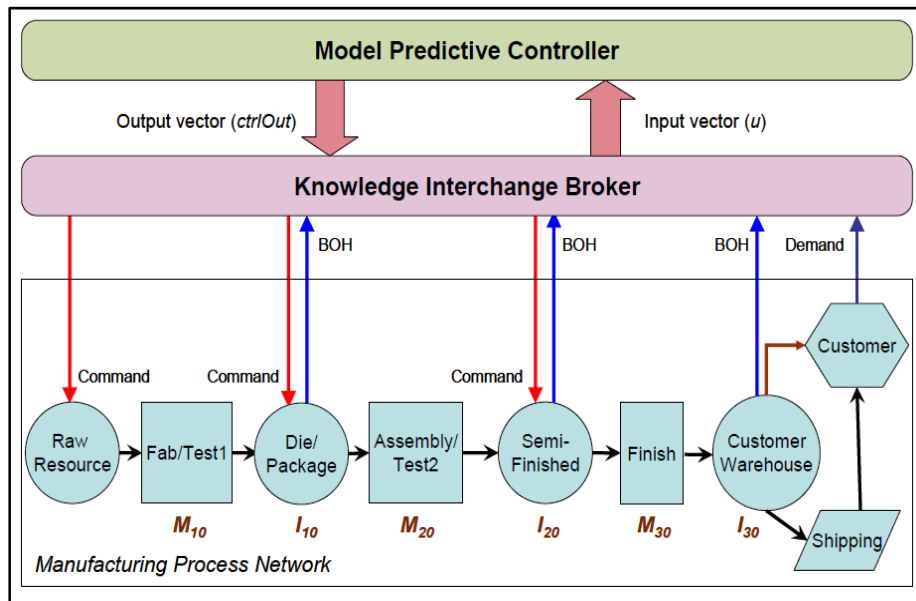 Model Predictive Controller
Output vector (ctrlOut)
Input vector (u)
Knowledge Interchange Broker
BOH
BOH
BOH
Demand
Command
Command
Command
Customer
Raw
Resource
Fab/Test1
Die/
Package
Assembly/
Test2
Semi-
Finished
Finish
Customer
Warehouse
M10
I10
M20
I20
M30
I30
Shipping
Manufacturing Process Network